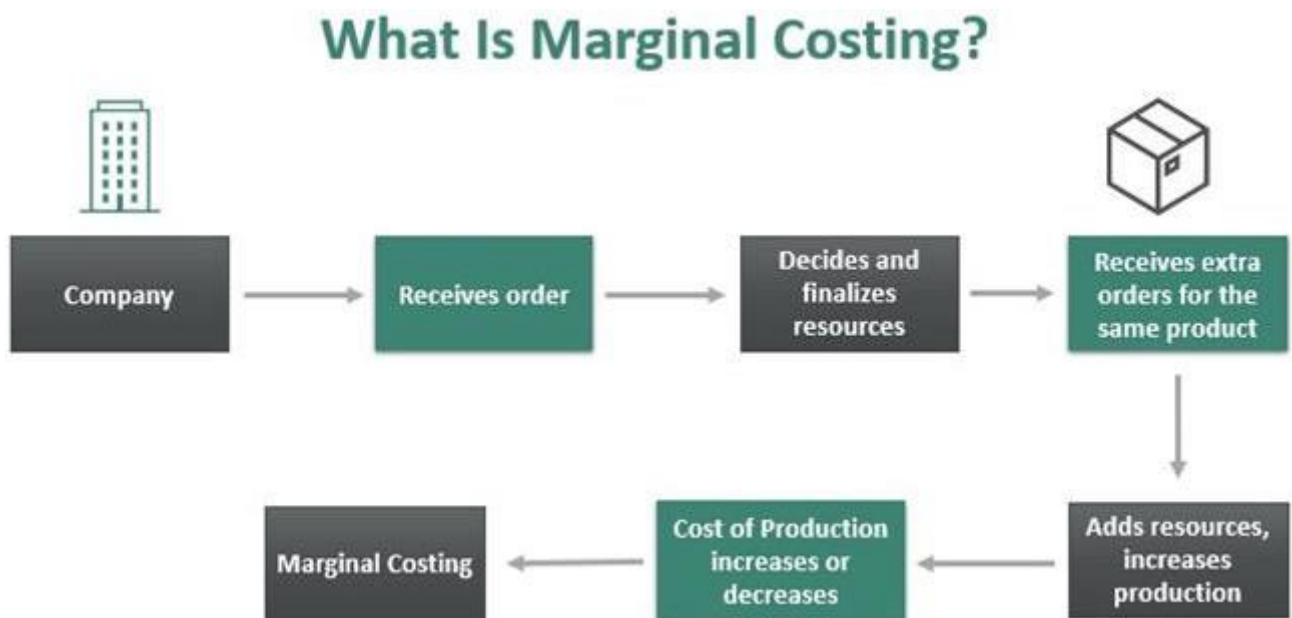 What Is Marginal Costing?
Company
Receives order
Decides and
finalizes
resources
Receives extra
orders for the
same product
Adds resources,
increases
production
Cost of Production
increases or
decreases
Marginal Costing